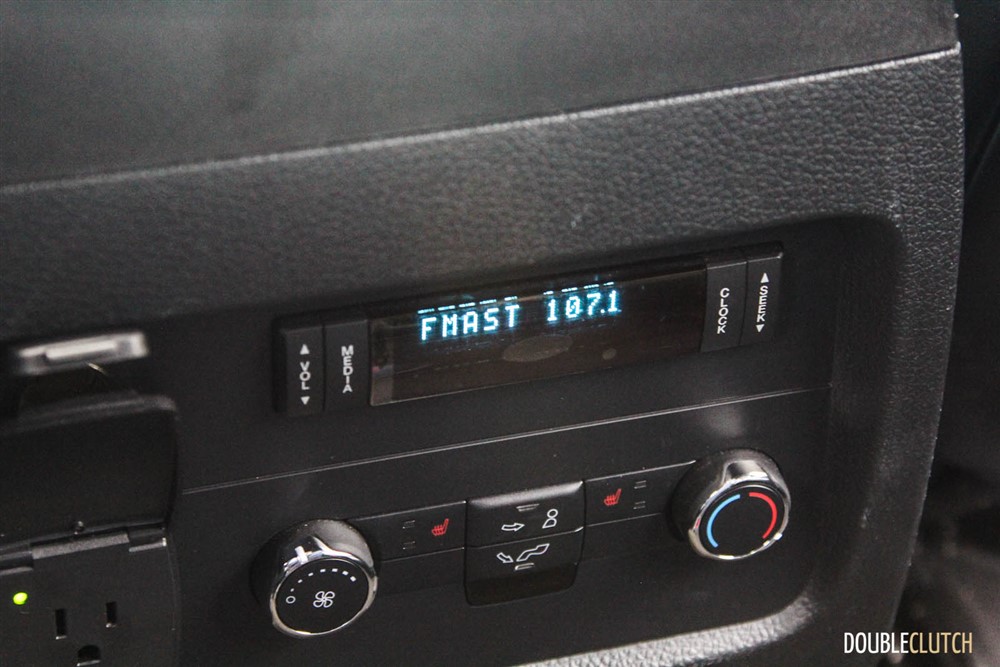 FMAST 107.1
VOL
MEDIA
CLOCK
SEEK
DOUBLECLUTCH